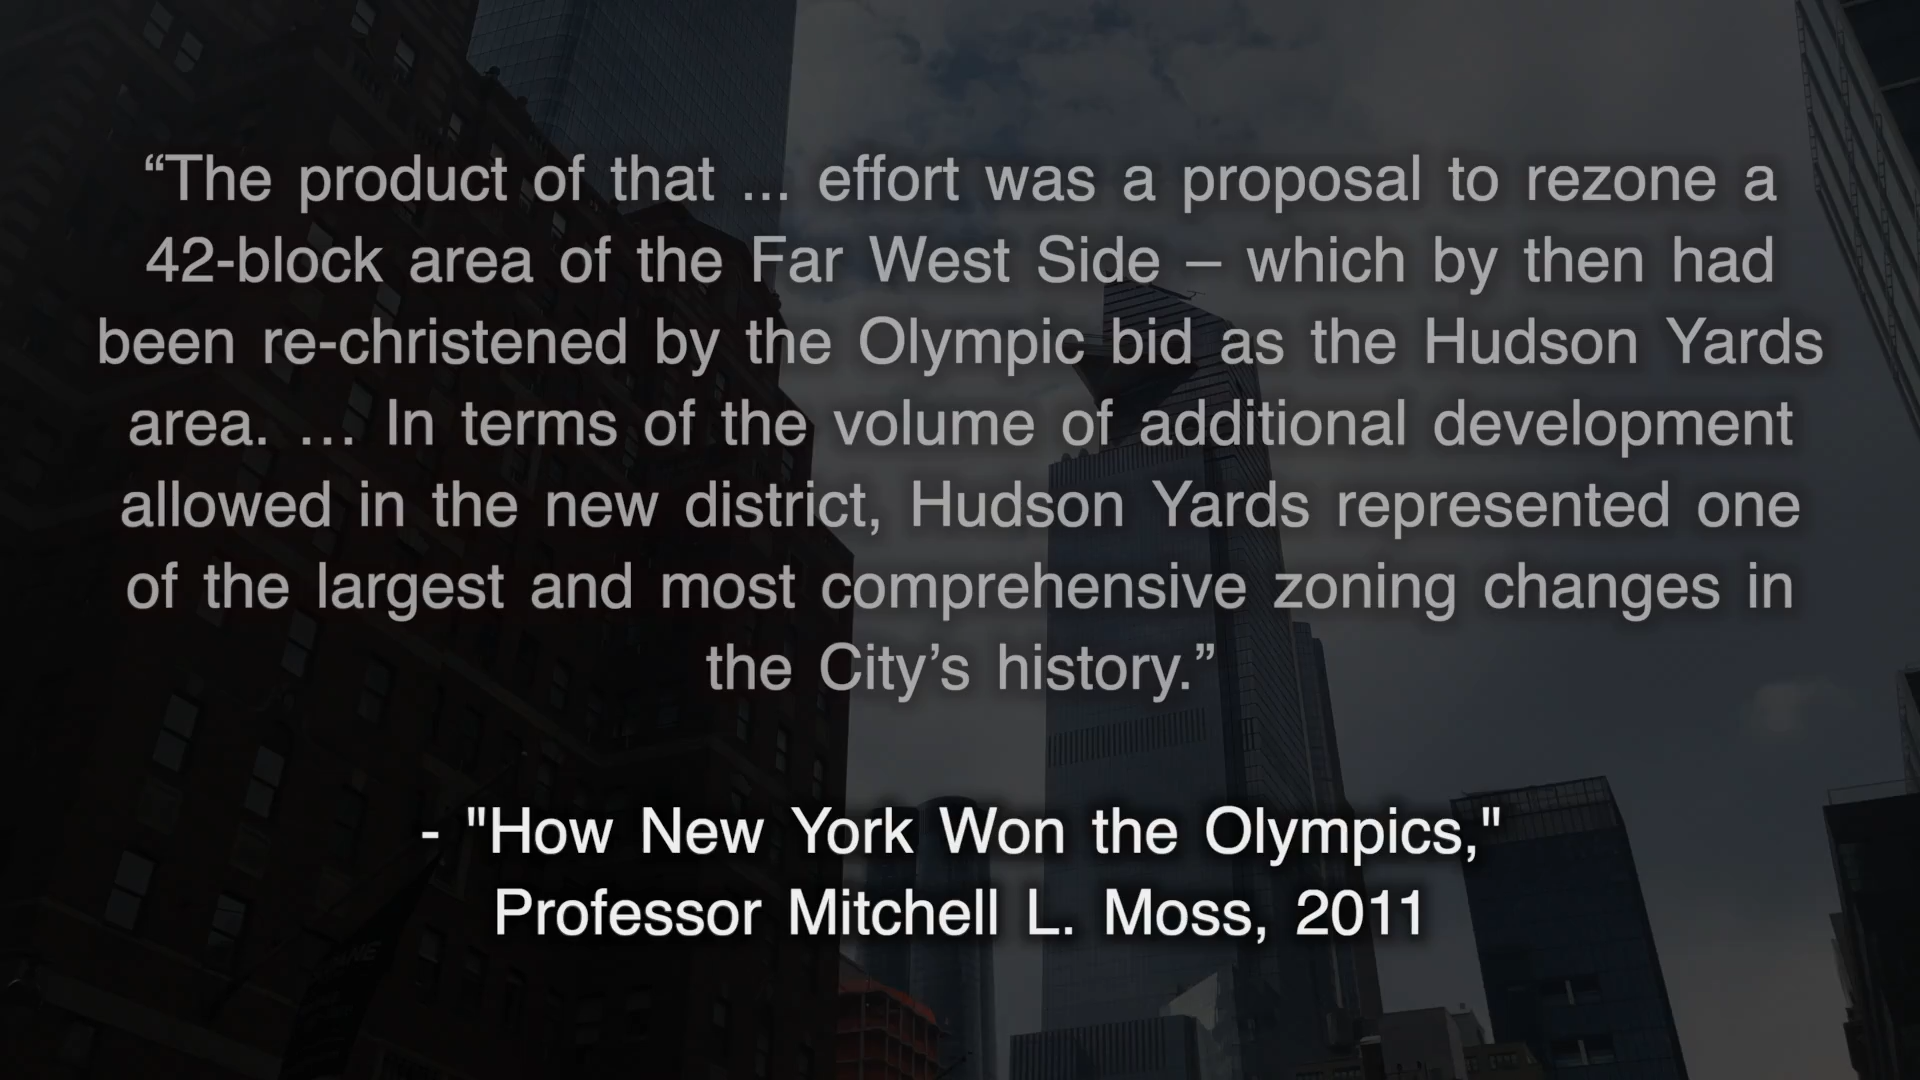 “The product of that ... effort was a proposal to rezone a
42-block area of the Far West Side – which by then had
been re-christened by the Olympic bid as the Hudson Yards
area. … In terms of the volume of additional development
allowed in the new district, Hudson Yards represented one
of the largest and most comprehensive zoning changes in
the City’s history.”
- "How New York Won the Olympics,"
Professor Mitchell L. Moss, 2011